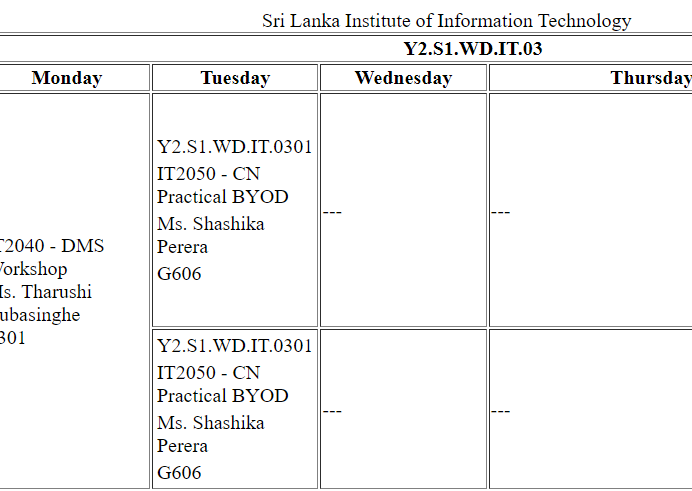 Sri Lanka Institute of Information Technology
Y2.S1.WD.IT.03
Monday Tuesday Wednesday Thursday
Y2.S1.WD.IT.0301
IT2050 - CN
Practical BYOD
Ms. Shashika
Perera
G606
---
---
T2040 - DMS
Workshop
Ms. Tharushi
ubasinghe
301
Y2.S1.WD.IT.0301
IT2050 - CN
Practical BYOD
Ms. Shashika
Perera
G606
---
---